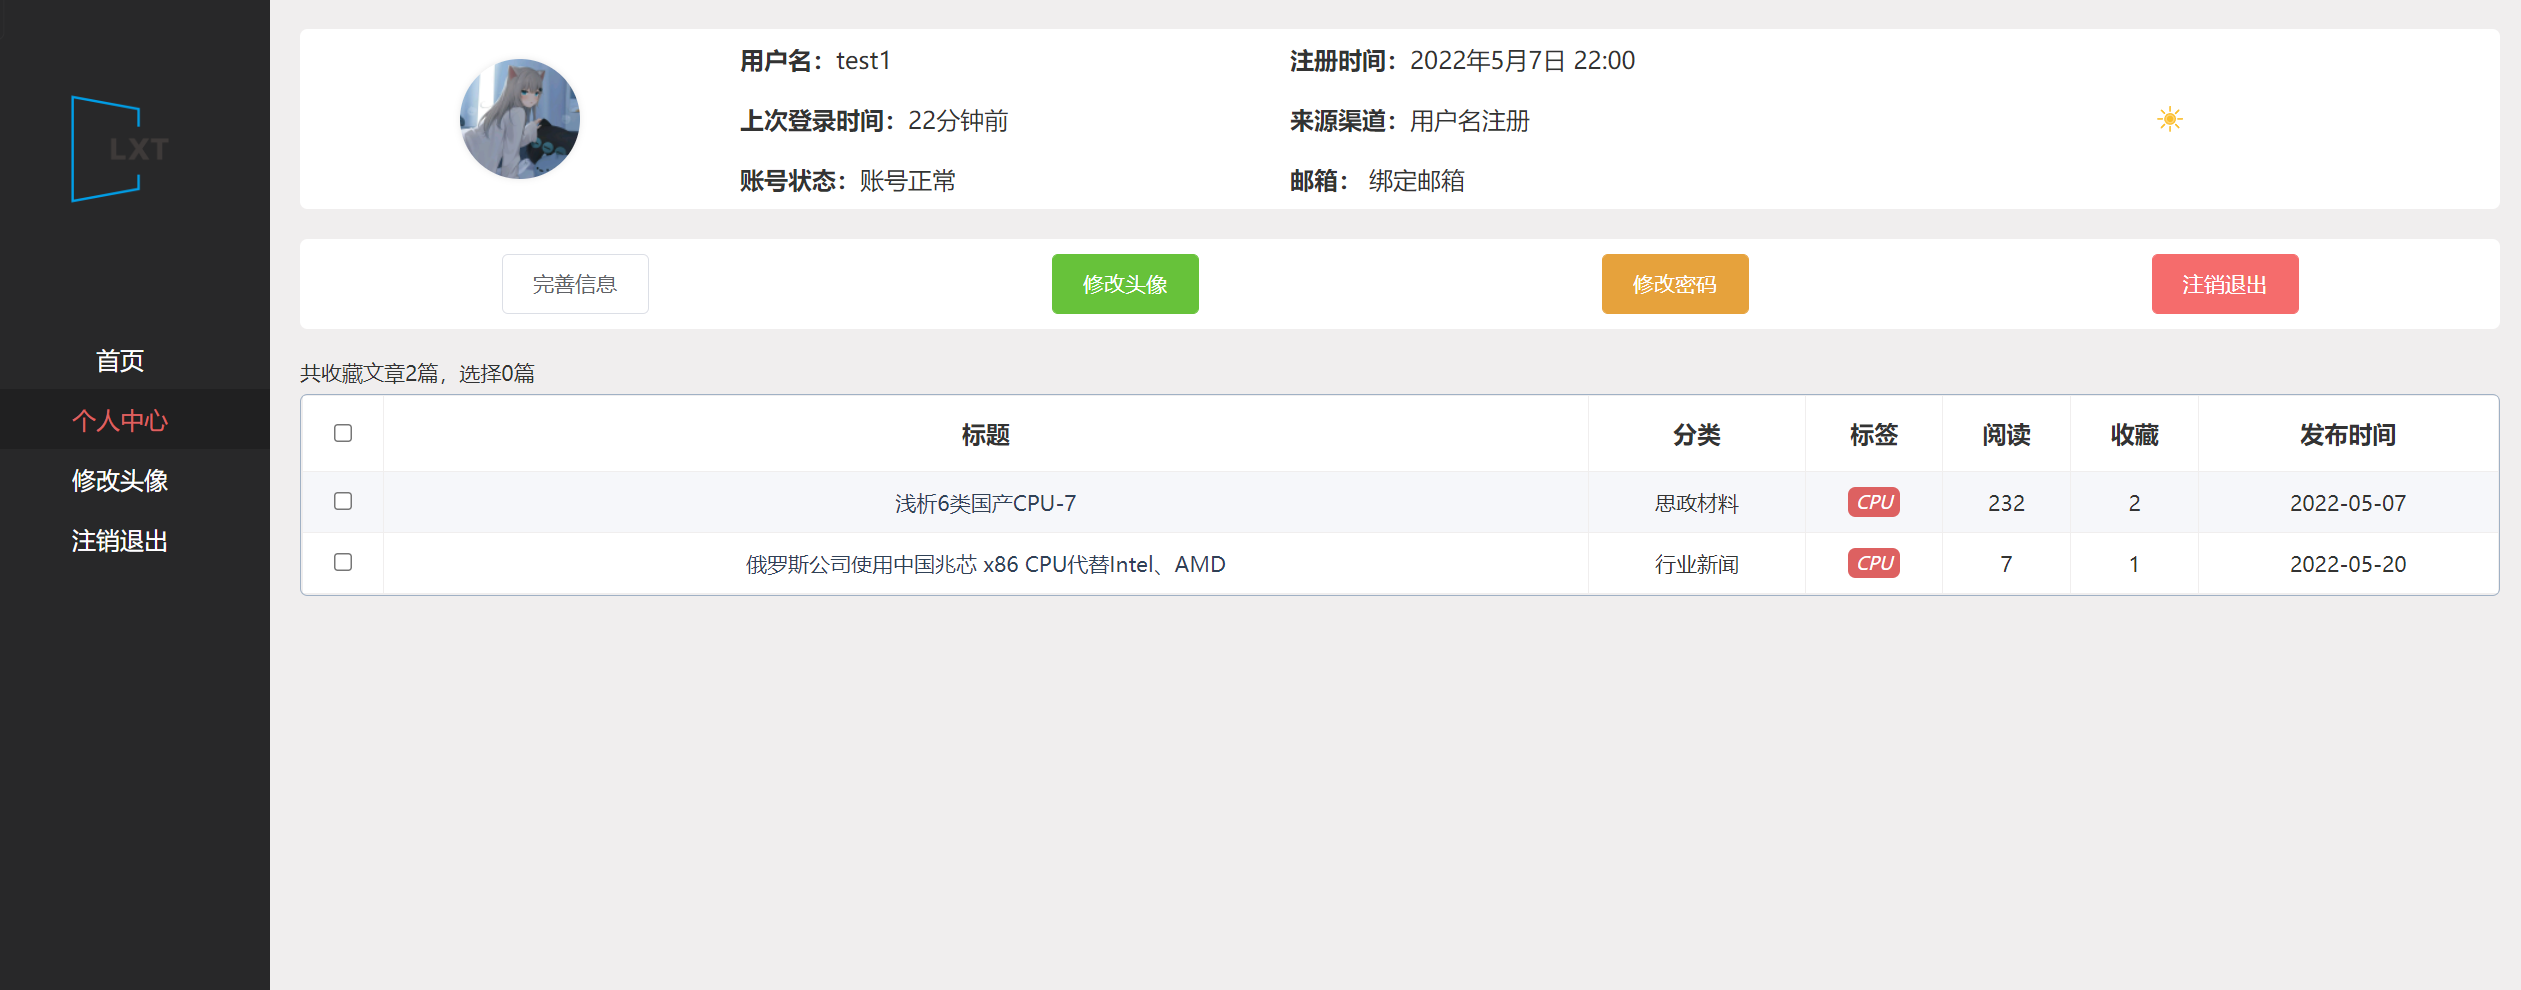 LXT
首页
个人中心
修改头像
注销退出
用户名：test1
注册时间：2022年5月7日 22:00
上次登录时间：22分钟前
来源渠道：用户名注册
账号状态：账号正常
邮箱： 绑定邮箱
完善信息 修改头像 修改密码 注销退出
共收藏文章2篇，选择0篇
标题 分类 标签 阅读 收藏 发布时间
浅析6类国产CPU-7 思政材料 CPU 232 2 2022-05-07
俄罗斯公司使用中国兆芯 x86 CPU代替Intel、AMD 行业新闻 CPU 7 1 2022-05-20